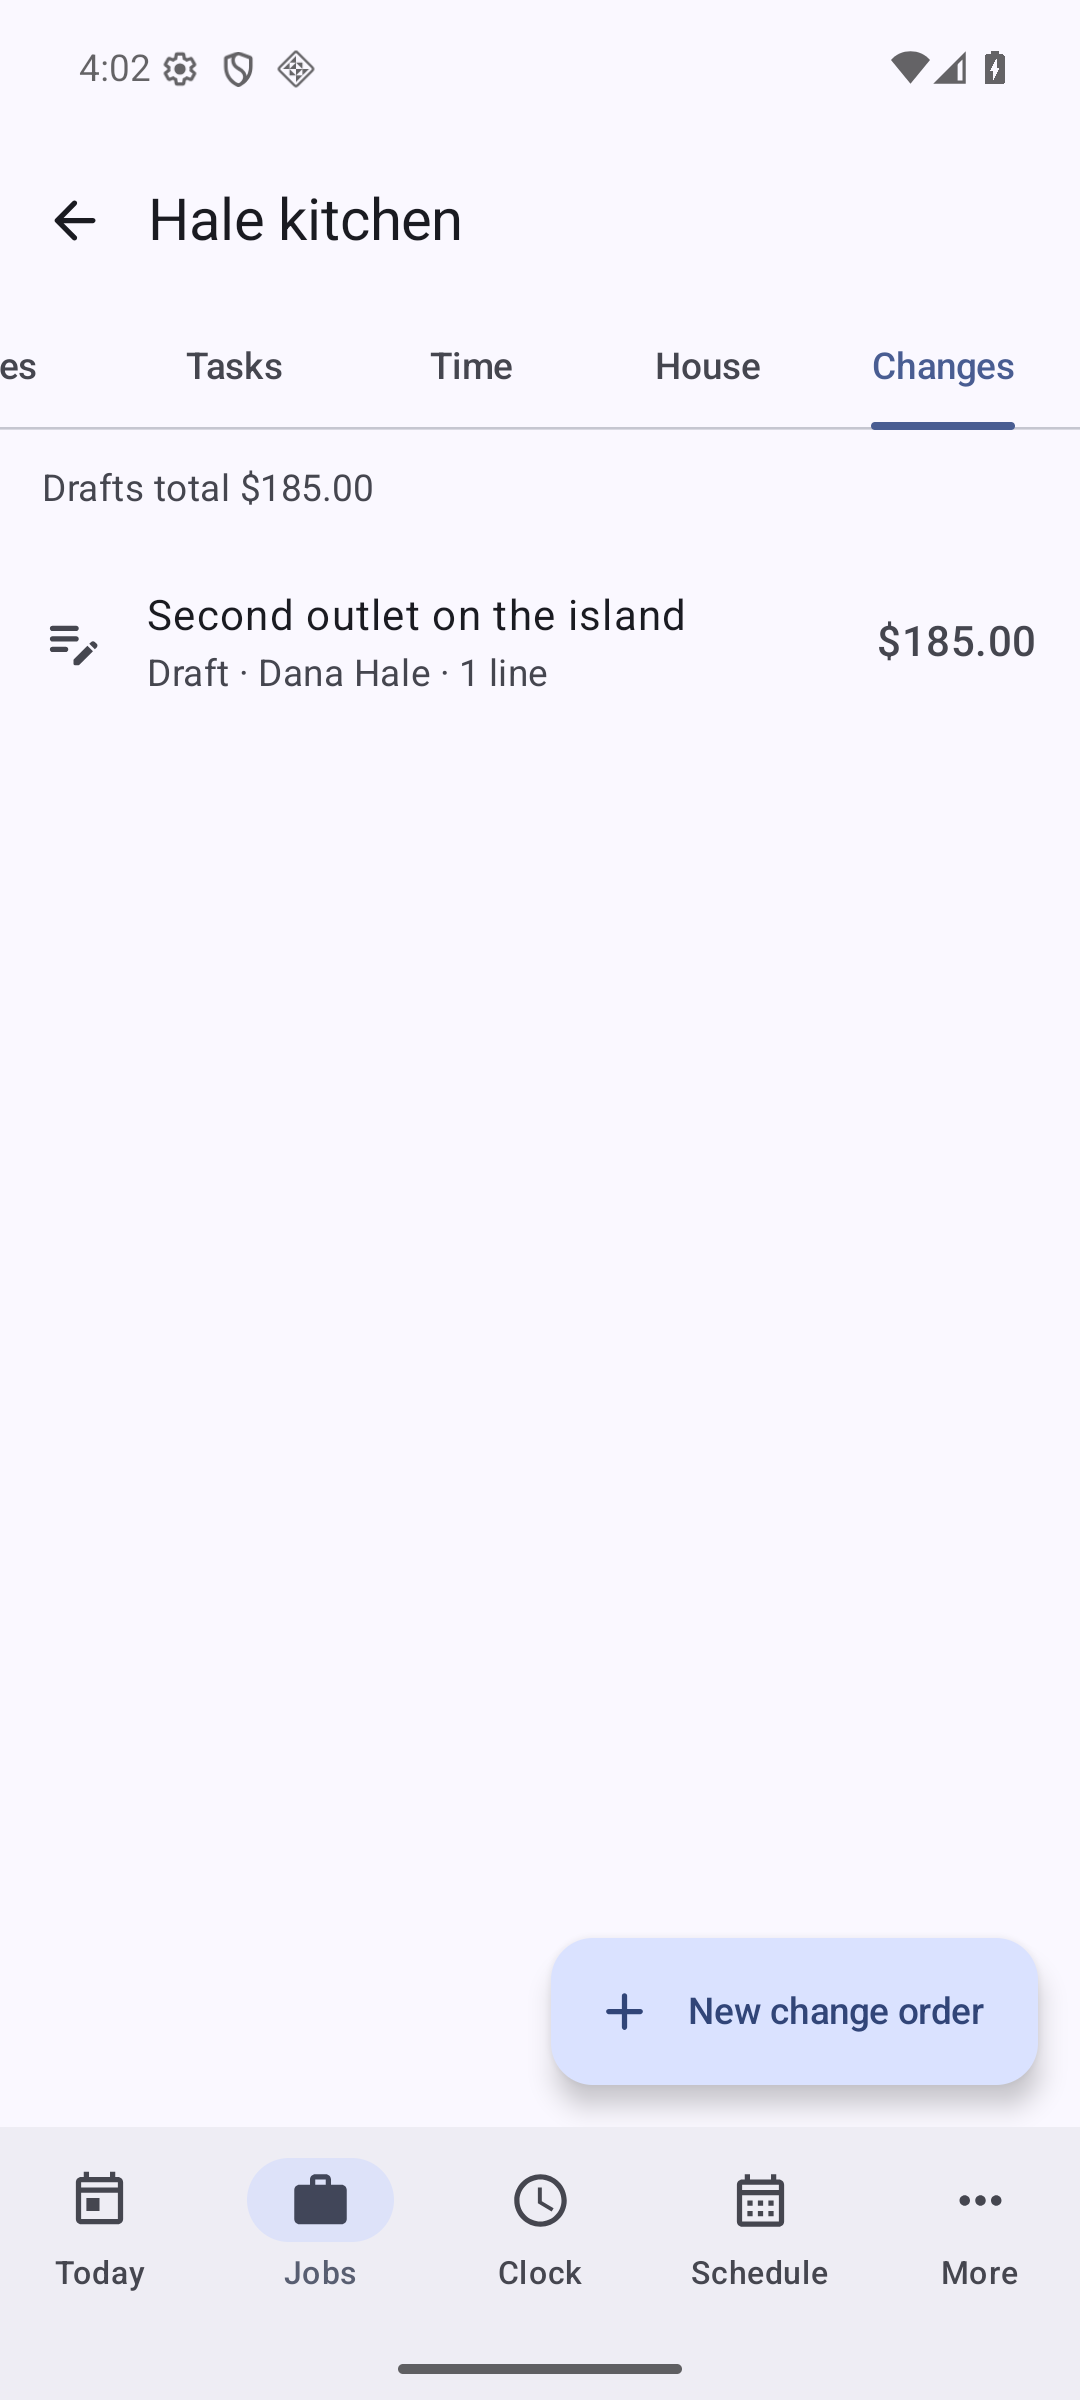 4:02
Hale kitchen
es Tasks Time House Changes
Drafts total $185.00
Second outlet on the island
Draft · Dana Hale · 1 line
$185.00
New change order
Today Jobs Clock Schedule More